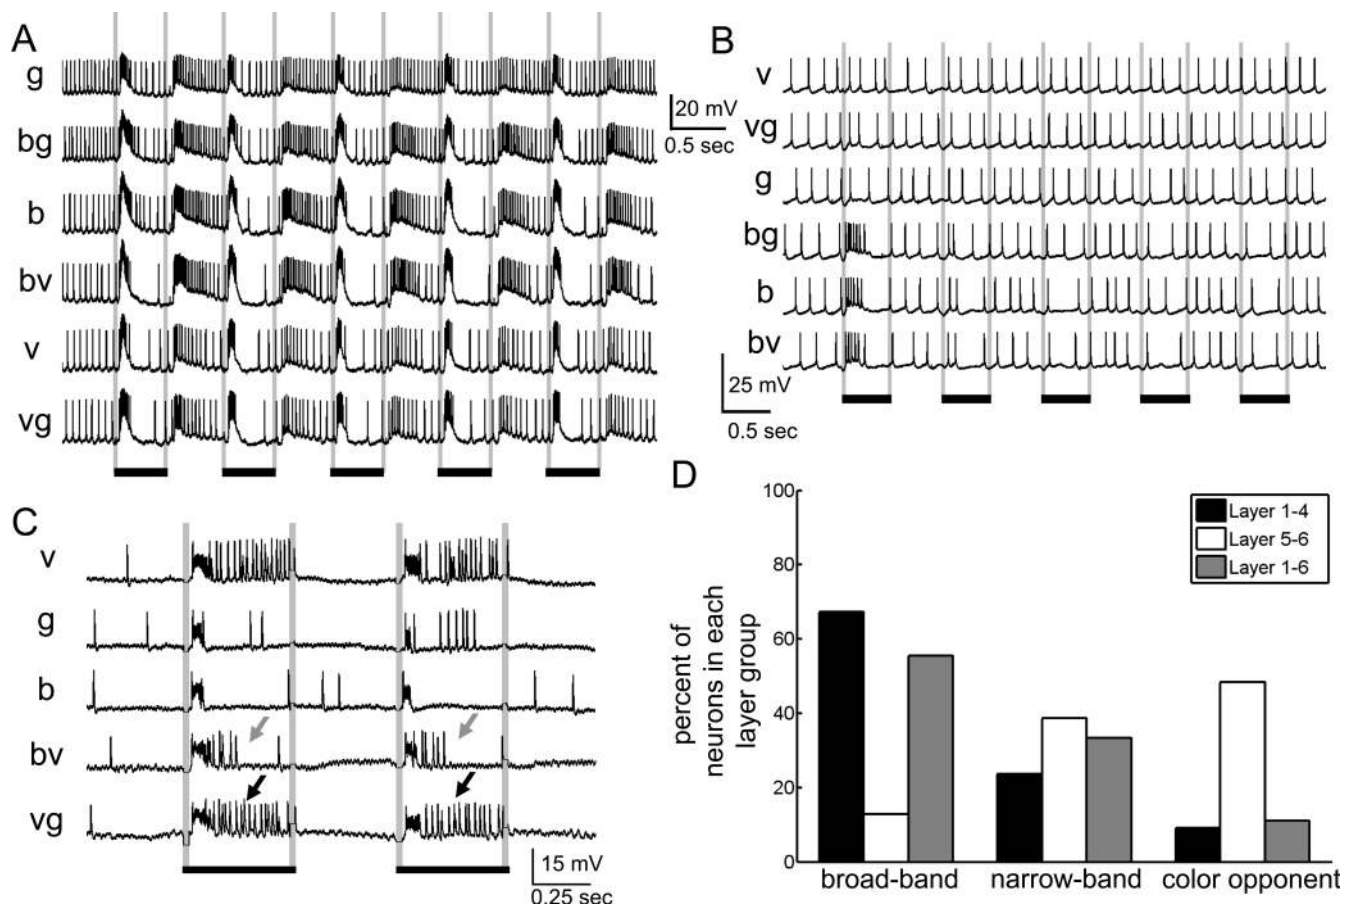 A
g
bg
b
bv
v
vg
20 mV
0.5 sec
B
v
vg
g
bg
b
bv
25 mV
0.5 sec
C
v
g
b
bv
vg
15 mV
0.25 sec
D
percent of
neurons in each
layer group
100
80
60
40
20
0
Layer 1-4
Layer 5-6
Layer 1-6
broad-band
narrow-band
color opponent